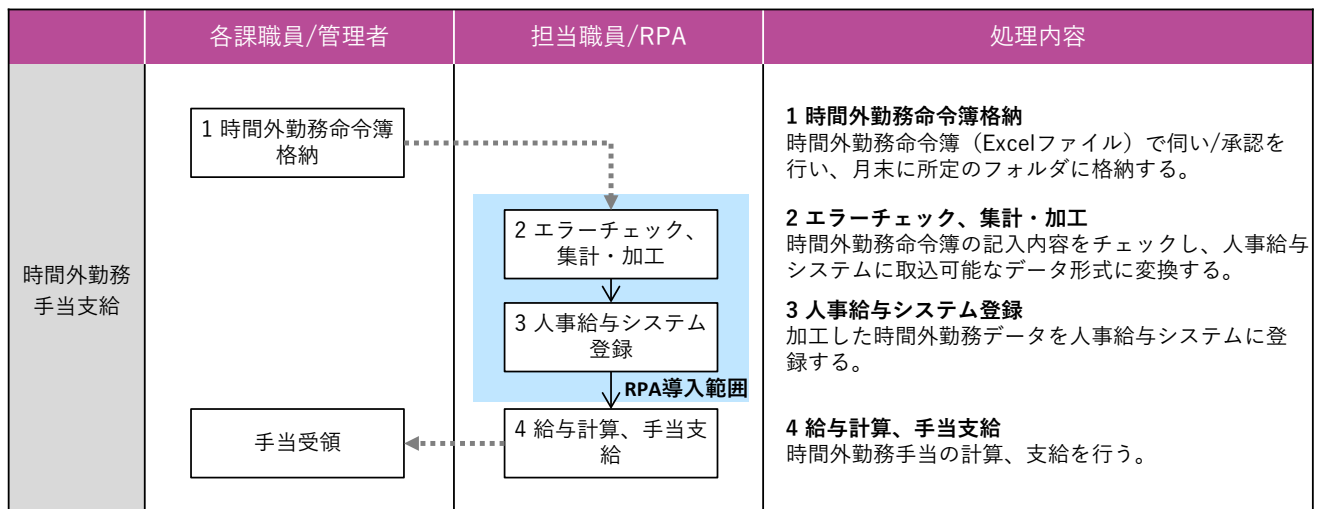 各課職員/管理者
担当職員/RPA
処理内容
時間外勤務
手当支給
1 時間外勤務命令簿
格納
2 エラーチェック、
集計・加工
3 人事給与システム
登録
RPA導入範囲
4 給与計算、手当支
給
手当受領
1 時間外勤務命令簿格納
時間外勤務命令簿（Excelファイル）で伺い/承認を
行い、月末に所定のフォルダに格納する。
2 エラーチェック、集計・加工
時間外勤務命令簿の記入内容をチェックし、人事給与
システムに取込可能なデータ形式に変換する。
3 人事給与システム登録
加工した時間外勤務データを人事給与システムに登
録する。
4 給与計算、手当支給
時間外勤務手当の計算、支給を行う。